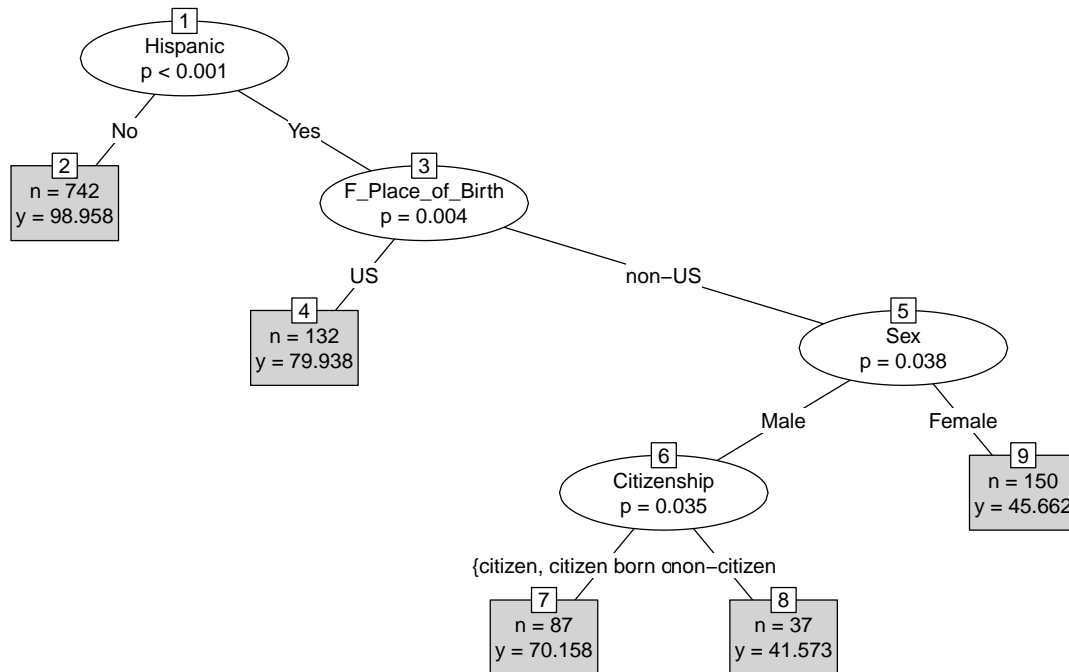 1
Hispanic
p < 0.001
No
Yes
2
n = 742
y = 98.958
3
F_Place_of_Birth
p = 0.004
US
non−US
4
n = 132
y = 79.938
5
Sex
p = 0.038
Male
Female
6
Citizenship
p = 0.035
9
n = 150
y = 45.662
{citizen, citizen born
non−citizen
7
n = 87
y = 70.158
8
n = 37
y = 41.573